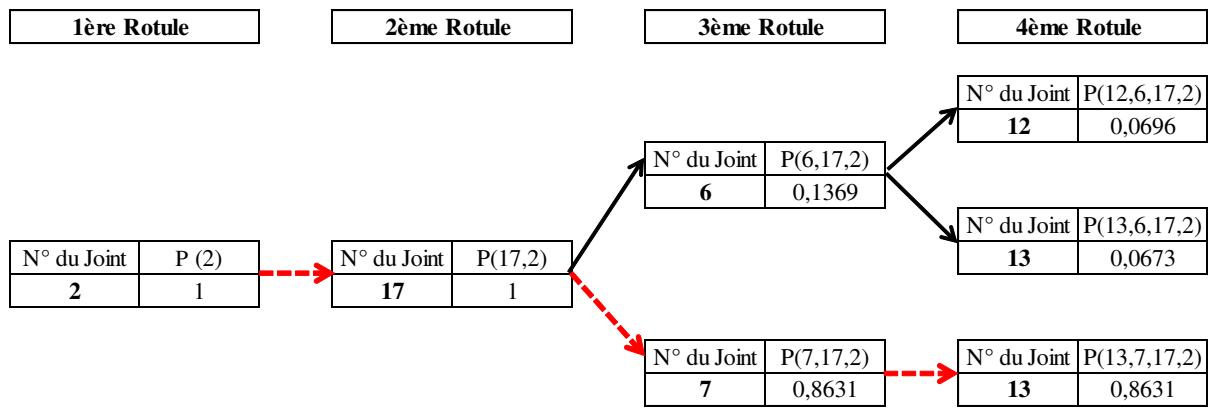 1ère Rotule
2ème Rotule
3ème Rotule
4ème Rotule
N° du Joint P(12,6,17,2)
12 0,0696
N° du Joint P(6,17,2)
6 0,1369
N° du Joint P(13,6,17,2)
13 0,0673
N° du Joint P (2)
2 1
N° du Joint P(17,2)
17 1
N° du Joint P(7,17,2)
7 0,8631
N° du Joint P(13,7,17,2)
13 0,8631